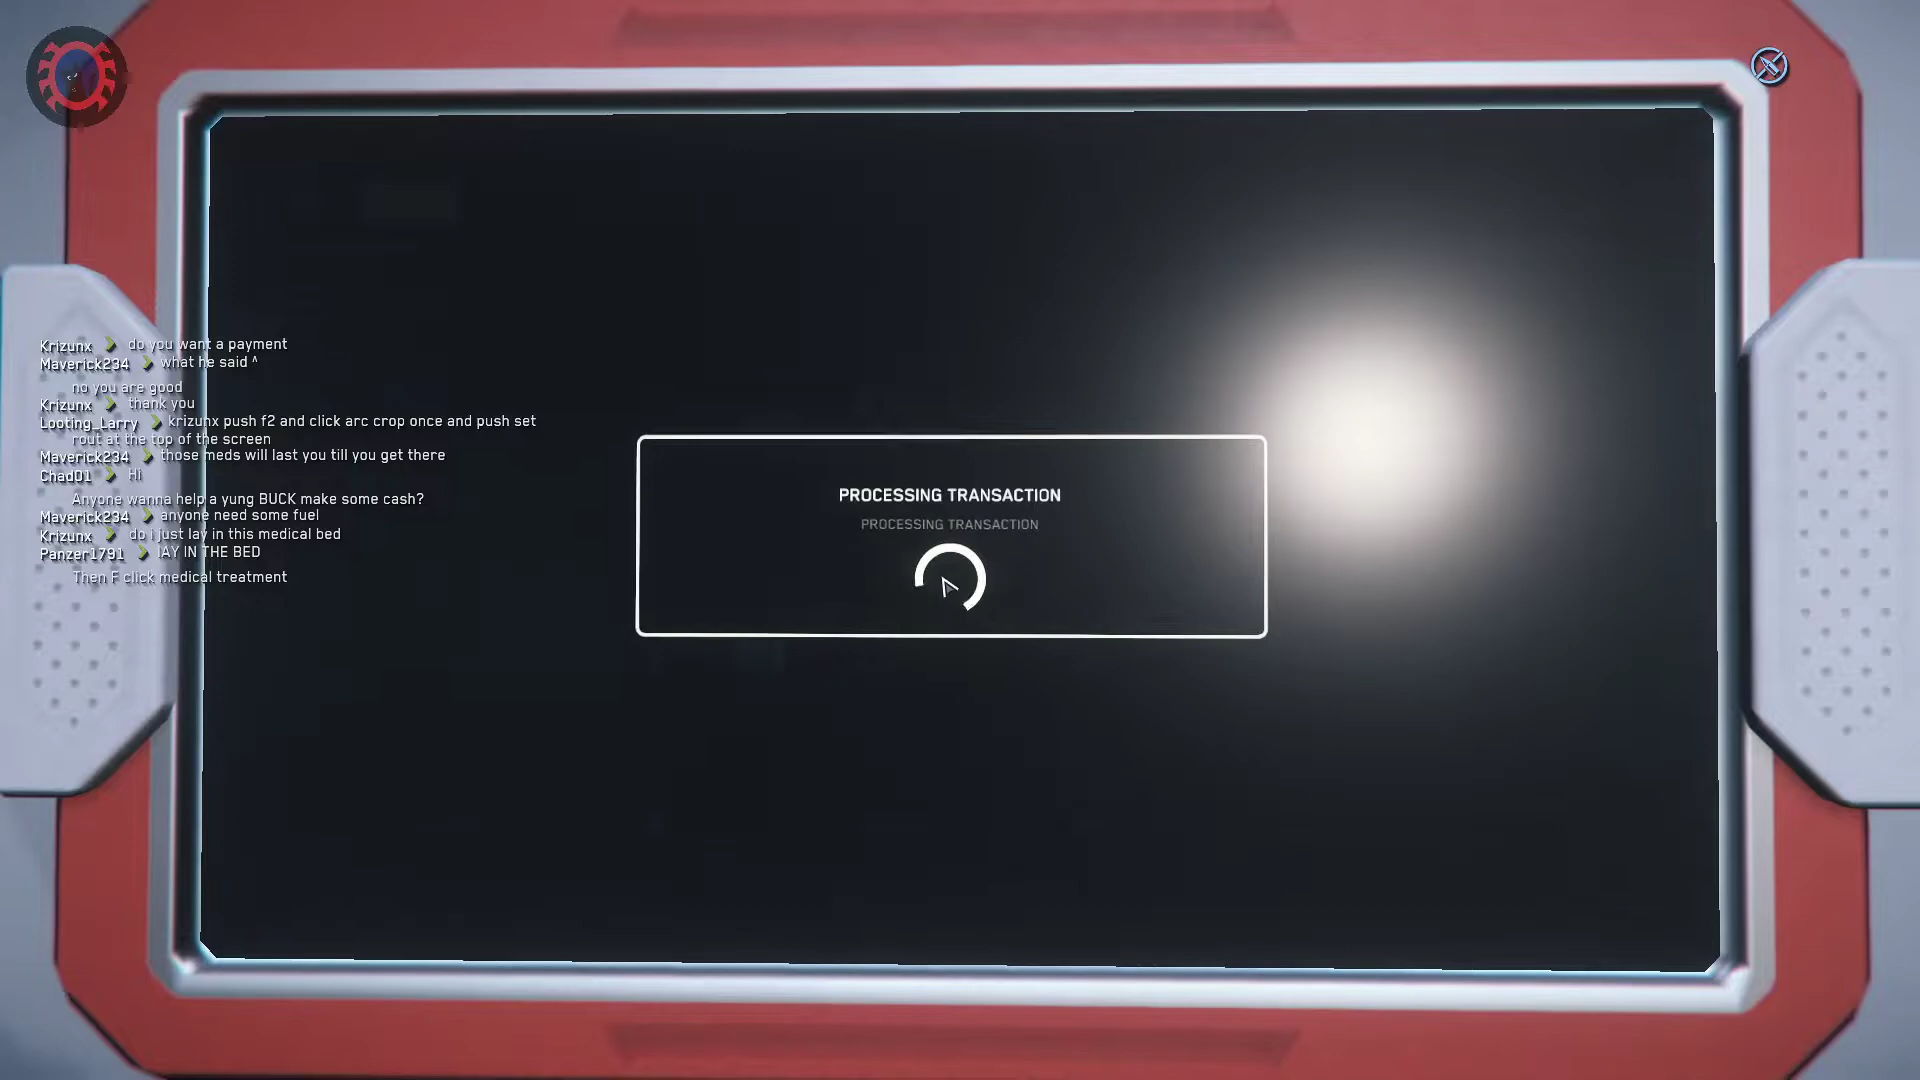 Krizunx do you want a payment
Maverick234 what he said ^
no you are good
Krizunx thank you
Looting_Larry krizunx push f2 and click arc crop once and push set
rout at the top of the screen
Maverick234 those meds will last you till you get there
Chad01 Hi
Anyone wanna help a yung BUCK make some cash?
Maverick234 anyone need some fuel
Krizunx do i just lay in this medical bed
Panzer1791 lAY IN THE BED
Then F click medical treatment
PROCESSING TRANSACTION
PROCESSING TRANSACTION